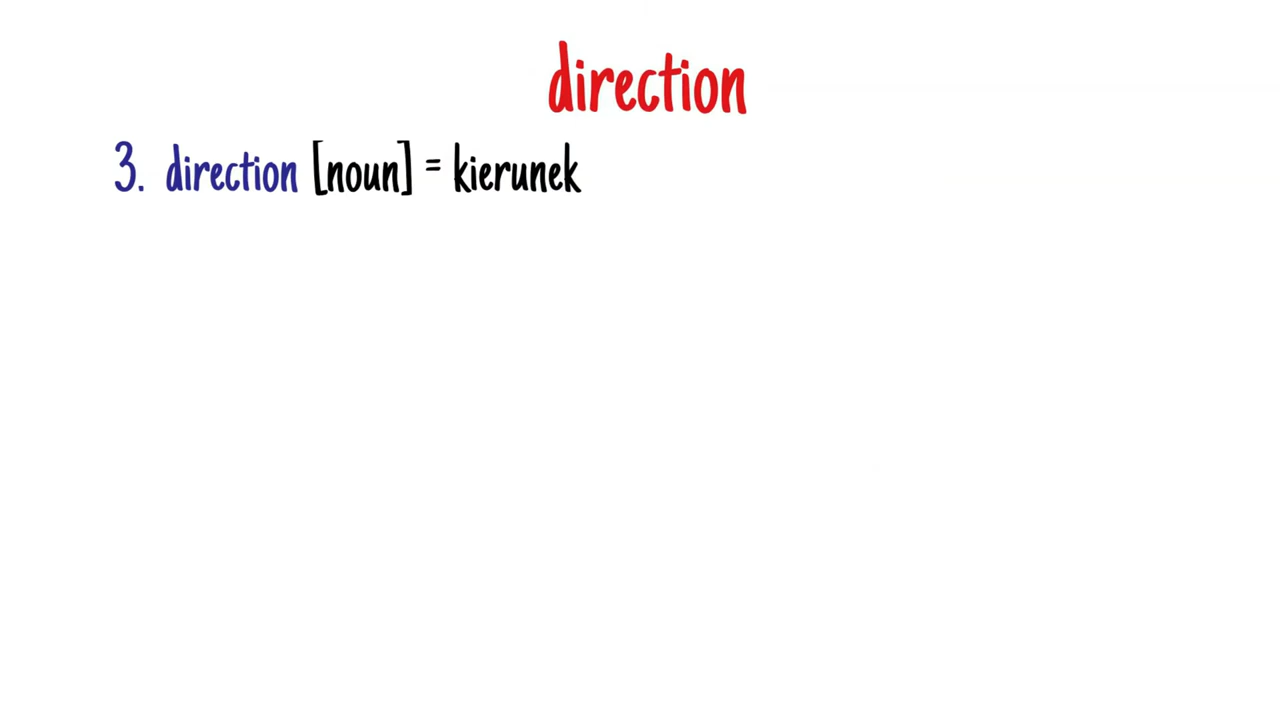 direction
3. direction [noun] = kierunek